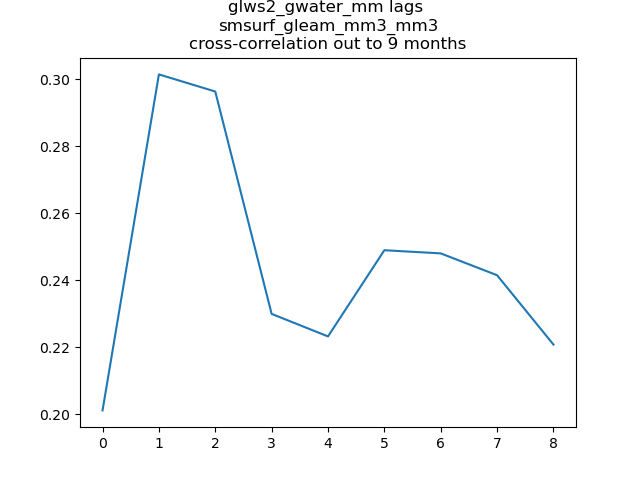 glws2_gwater_mm lags
smsurf_gleam_mm3_mm3
cross-correlation out to 9 months
0.30
0.28
0.26
0.24
0.22
0.20
0 1 2 3 4 5 6 7 8